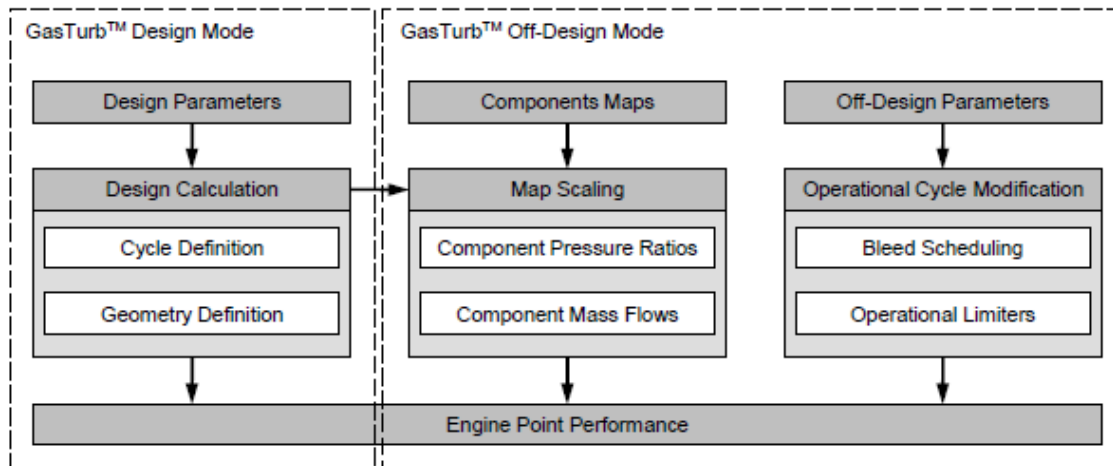 GasTurb™ Design Mode
GasTurb™ Off-Design Mode
Design Parameters
Components Maps
Off-Design Parameters
Design Calculation
Map Scaling
Operational Cycle Modification
Cycle Definition
Component Pressure Ratios
Bleed Scheduling
Geometry Definition
Component Mass Flows
Operational Limiters
Engine Point Performance